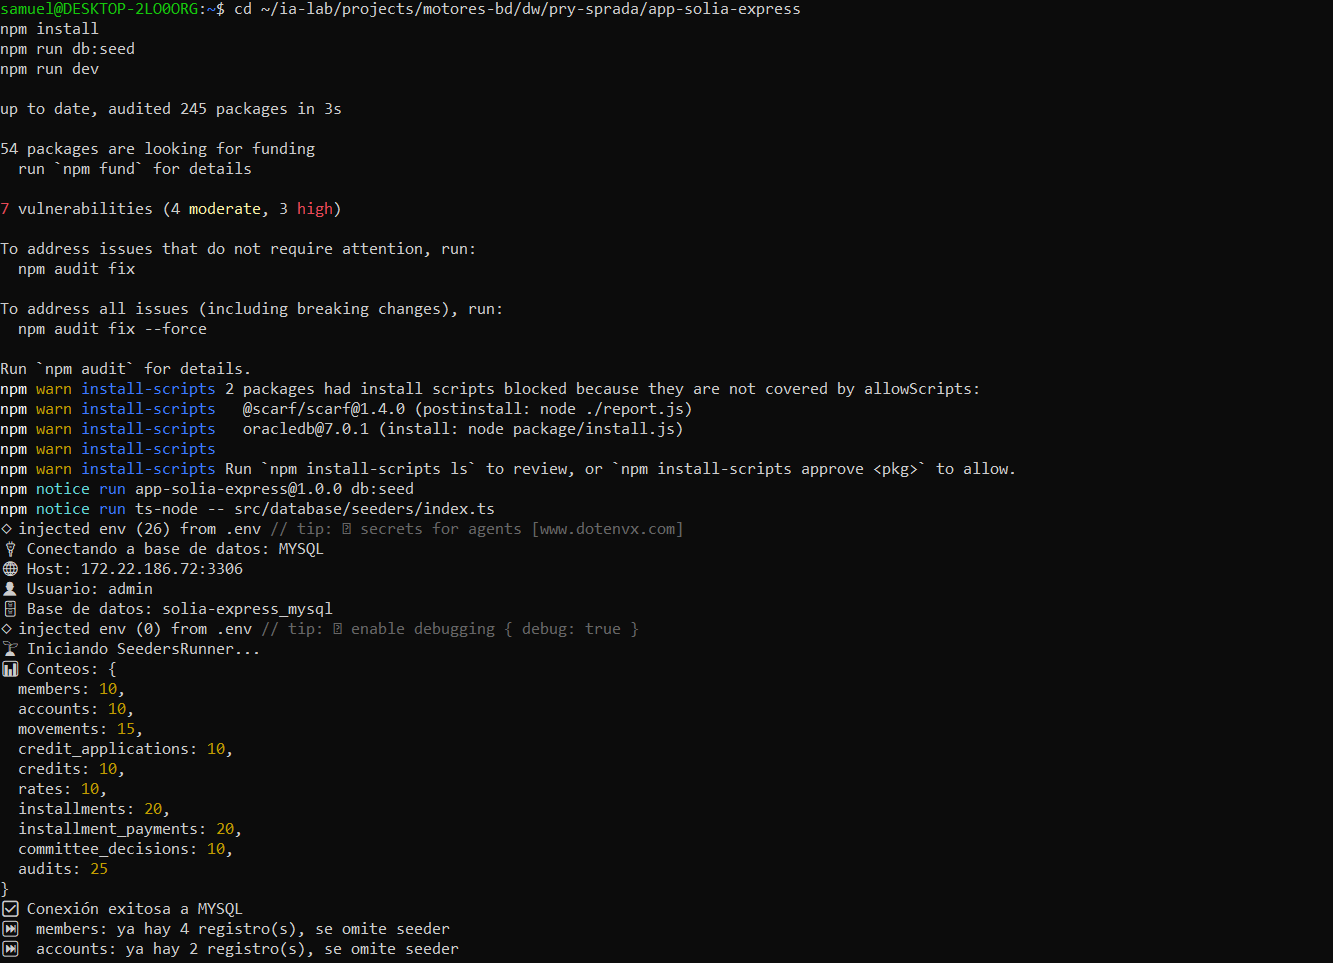 samuel@DESKTOP-2LO0ORG:~$ cd ~/ia-lab/projects/motores-bd/dw/pry-sprada/app-solia-express
npm install
npm run db:seed
npm run dev
up to date, audited 245 packages in 3s
54 packages are looking for funding
  run `npm fund` for details
7 vulnerabilities (4 moderate, 3 high)
To address issues that do not require attention, run:
  npm audit fix
To address all issues (including breaking changes), run:
  npm audit fix --force
Run `npm audit` for details.
npm warn install-scripts 2 packages had install scripts blocked because they are not covered by allowScripts:
npm warn install-scripts   @scarf/scarf@1.4.0 (postinstall: node ./report.js)
npm warn install-scripts   oracledb@7.0.1 (install: node package/install.js)
npm warn install-scripts
npm warn install-scripts Run `npm install-scripts ls` to review, or `npm install-scripts approve <pkg>` to allow.
npm notice run app-solia-express@1.0.0 db:seed
npm notice run ts-node -- src/database/seeders/index.ts
◇ injected env (26) from .env // tip: secrets for agents [www.dotenvx.com]
Conectando a base de datos: MYSQL
Host: 172.22.186.72:3306
Usuario: admin
Base de datos: solia-express_mysql
◇ injected env (0) from .env // tip: enable debugging { debug: true }
Iniciando SeedersRunner...
Conteos: {
  members: 10,
  accounts: 10,
  movements: 15,
  credit_applications: 10,
  credits: 10,
  rates: 10,
  installments: 20,
  installment_payments: 20,
  committee_decisions: 10,
  audits: 25
}
Conexión exitosa a MYSQL
members: ya hay 4 registro(s), se omite seeder
accounts: ya hay 2 registro(s), se omite seeder